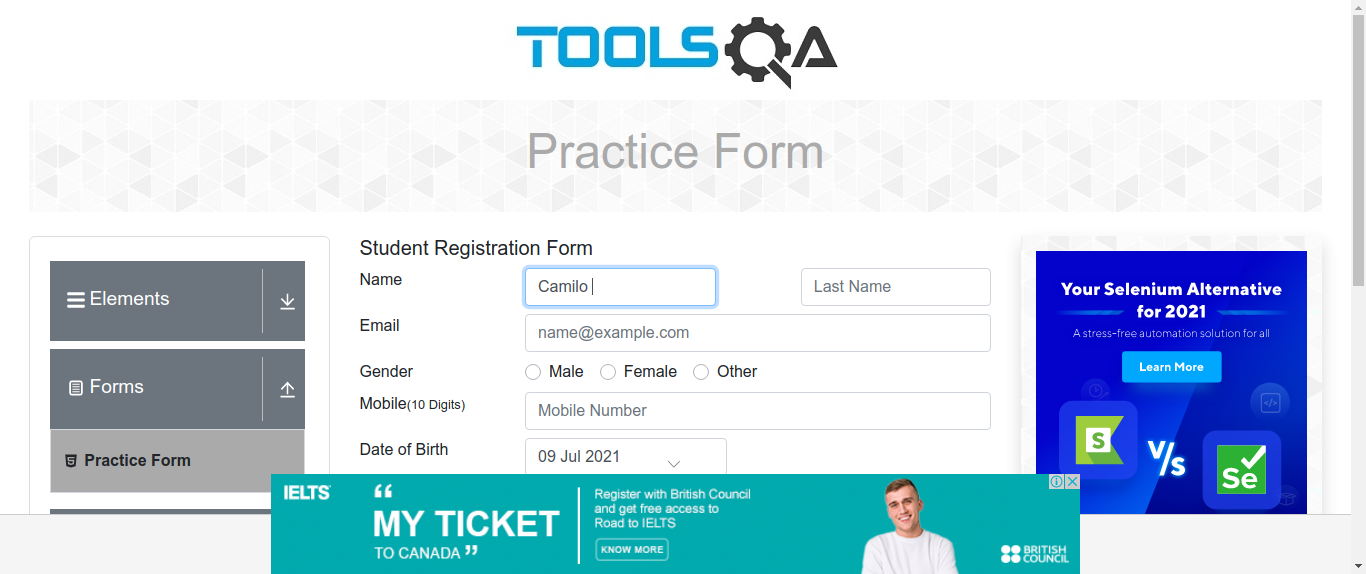 TOOLSQA
Practice Form
Elements
Forms
Practice Form
Student Registration Form
Name
Camilo
Last Name
Email
name@example.com
Gender
Male
Female
Other
Mobile(10 Digits)
Mobile Number
Date of Birth
09 Jul 2021
Your Selenium Alternative
for 2021
A stress-free automation solution for all
Learn More
S
V/s
Se
IELTS
“
MY TICKET
TO CANADA ”
Register with British Council
and get free access to
Road to IELTS
KNOW MORE
BRITISH
COUNCIL